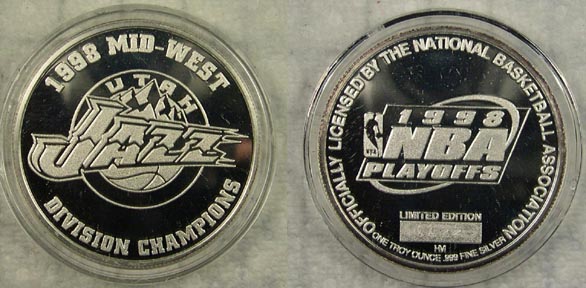 1998 MID-WEST
UTAH
JAZZ
DIVISION CHAMPIONS
OFFICIALLY LICENSED BY THE NATIONAL BASKETBALL ASSOCIATION
1998
NBA
NBA
PLAYOFFS
LIMITED EDITION
HM
ONE TROY OUNCE .999 FINE SILVER